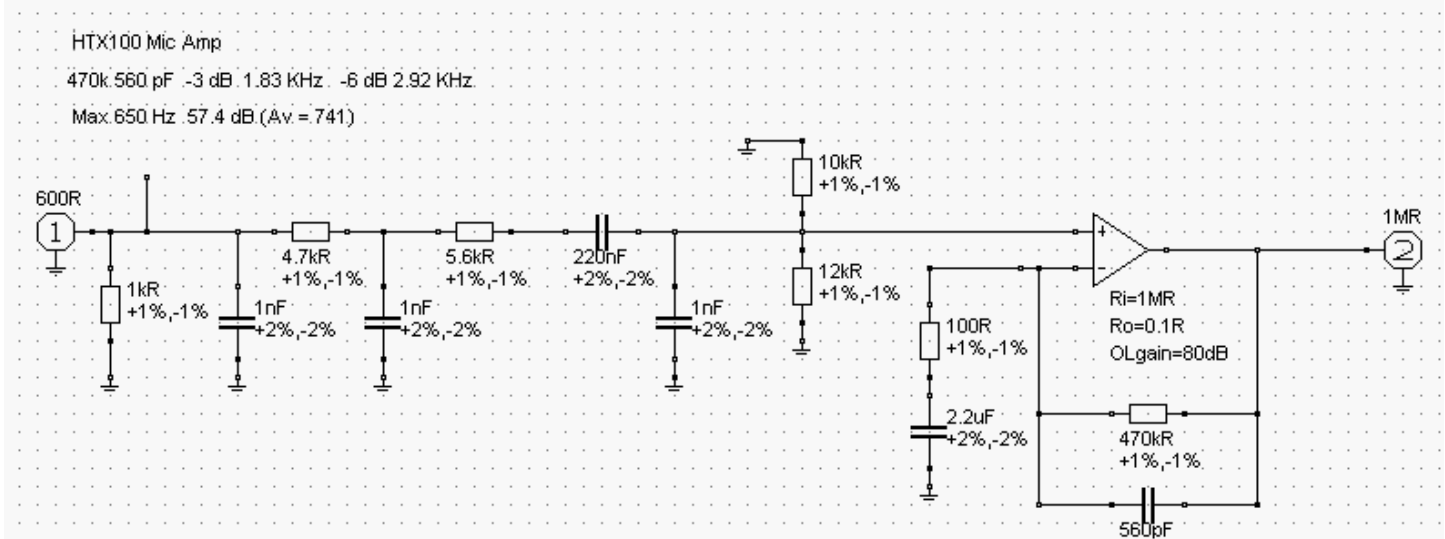 HTX100 Mic Amp
470k 560 pF -3 dB 1.83 KHz -6 dB 2.92 KHz
Max 650 Hz 57.4 dB (Av = 741)
600R
1
1kR
+1%,-1%
1nF
+2%,-2%
4.7kR
+1%,-1%
1nF
+2%,-2%
5.6kR
+1%,-1%
220nF
+2%,-2%
1nF
+2%,-2%
10kR
+1%,-1%
12kR
+1%,-1%
+
-
100R
+1%,-1%
2.2uF
+2%,-2%
Ri=1MR
Ro=0.1R
OLgain=80dB
470kR
+1%,-1%
560pF
1MR
2